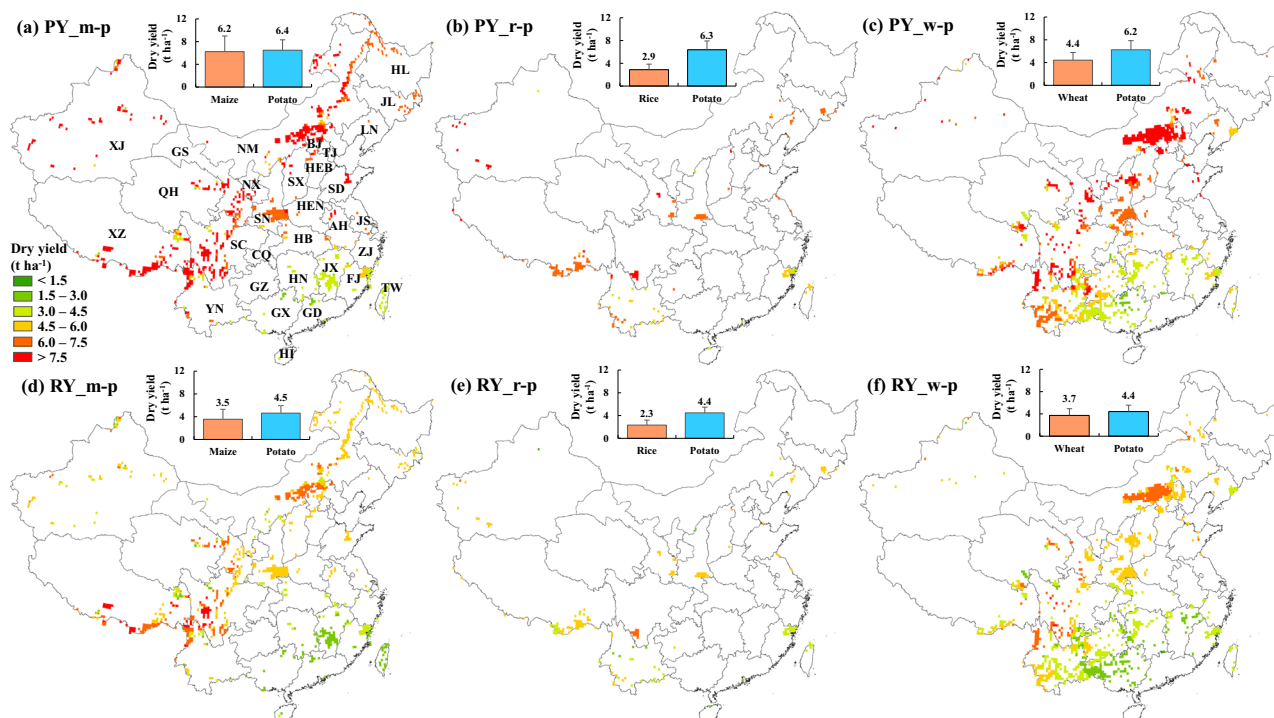 (a) PY_m-p
Dry yield
(t ha⁻¹)
12
8
4
0
6.2
6.4
Maize
Potato
HL
JL
LN
XJ
GS
NM
BJ
TJ
HEB
QH
NX
SX
SD
SN
HEN
AH
JS
XZ
SC
HB
CQ
ZJ
GZ
HN
JX
FJ
TW
YN
GX
GD
HI
Dry yield
(t ha⁻¹)
< 1.5
1.5 – 3.0
3.0 – 4.5
4.5 – 6.0
6.0 – 7.5
> 7.5
(b) PY_r-p
Dry yield
(t ha⁻¹)
12
8
4
0
2.9
6.3
Rice
Potato
(c) PY_w-p
Dry yield
(t ha⁻¹)
12
8
4
0
4.4
6.2
Wheat
Potato
(d) RY_m-p
Dry yield
(t ha⁻¹)
12
8
4
0
3.5
4.5
Maize
Potato
(e) RY_r-p
Dry yield
(t ha⁻¹)
12
8
4
0
2.3
4.4
Rice
Potato
(f) RY_w-p
Dry yield
(t ha⁻¹)
12
8
4
0
3.7
4.4
Wheat
Potato